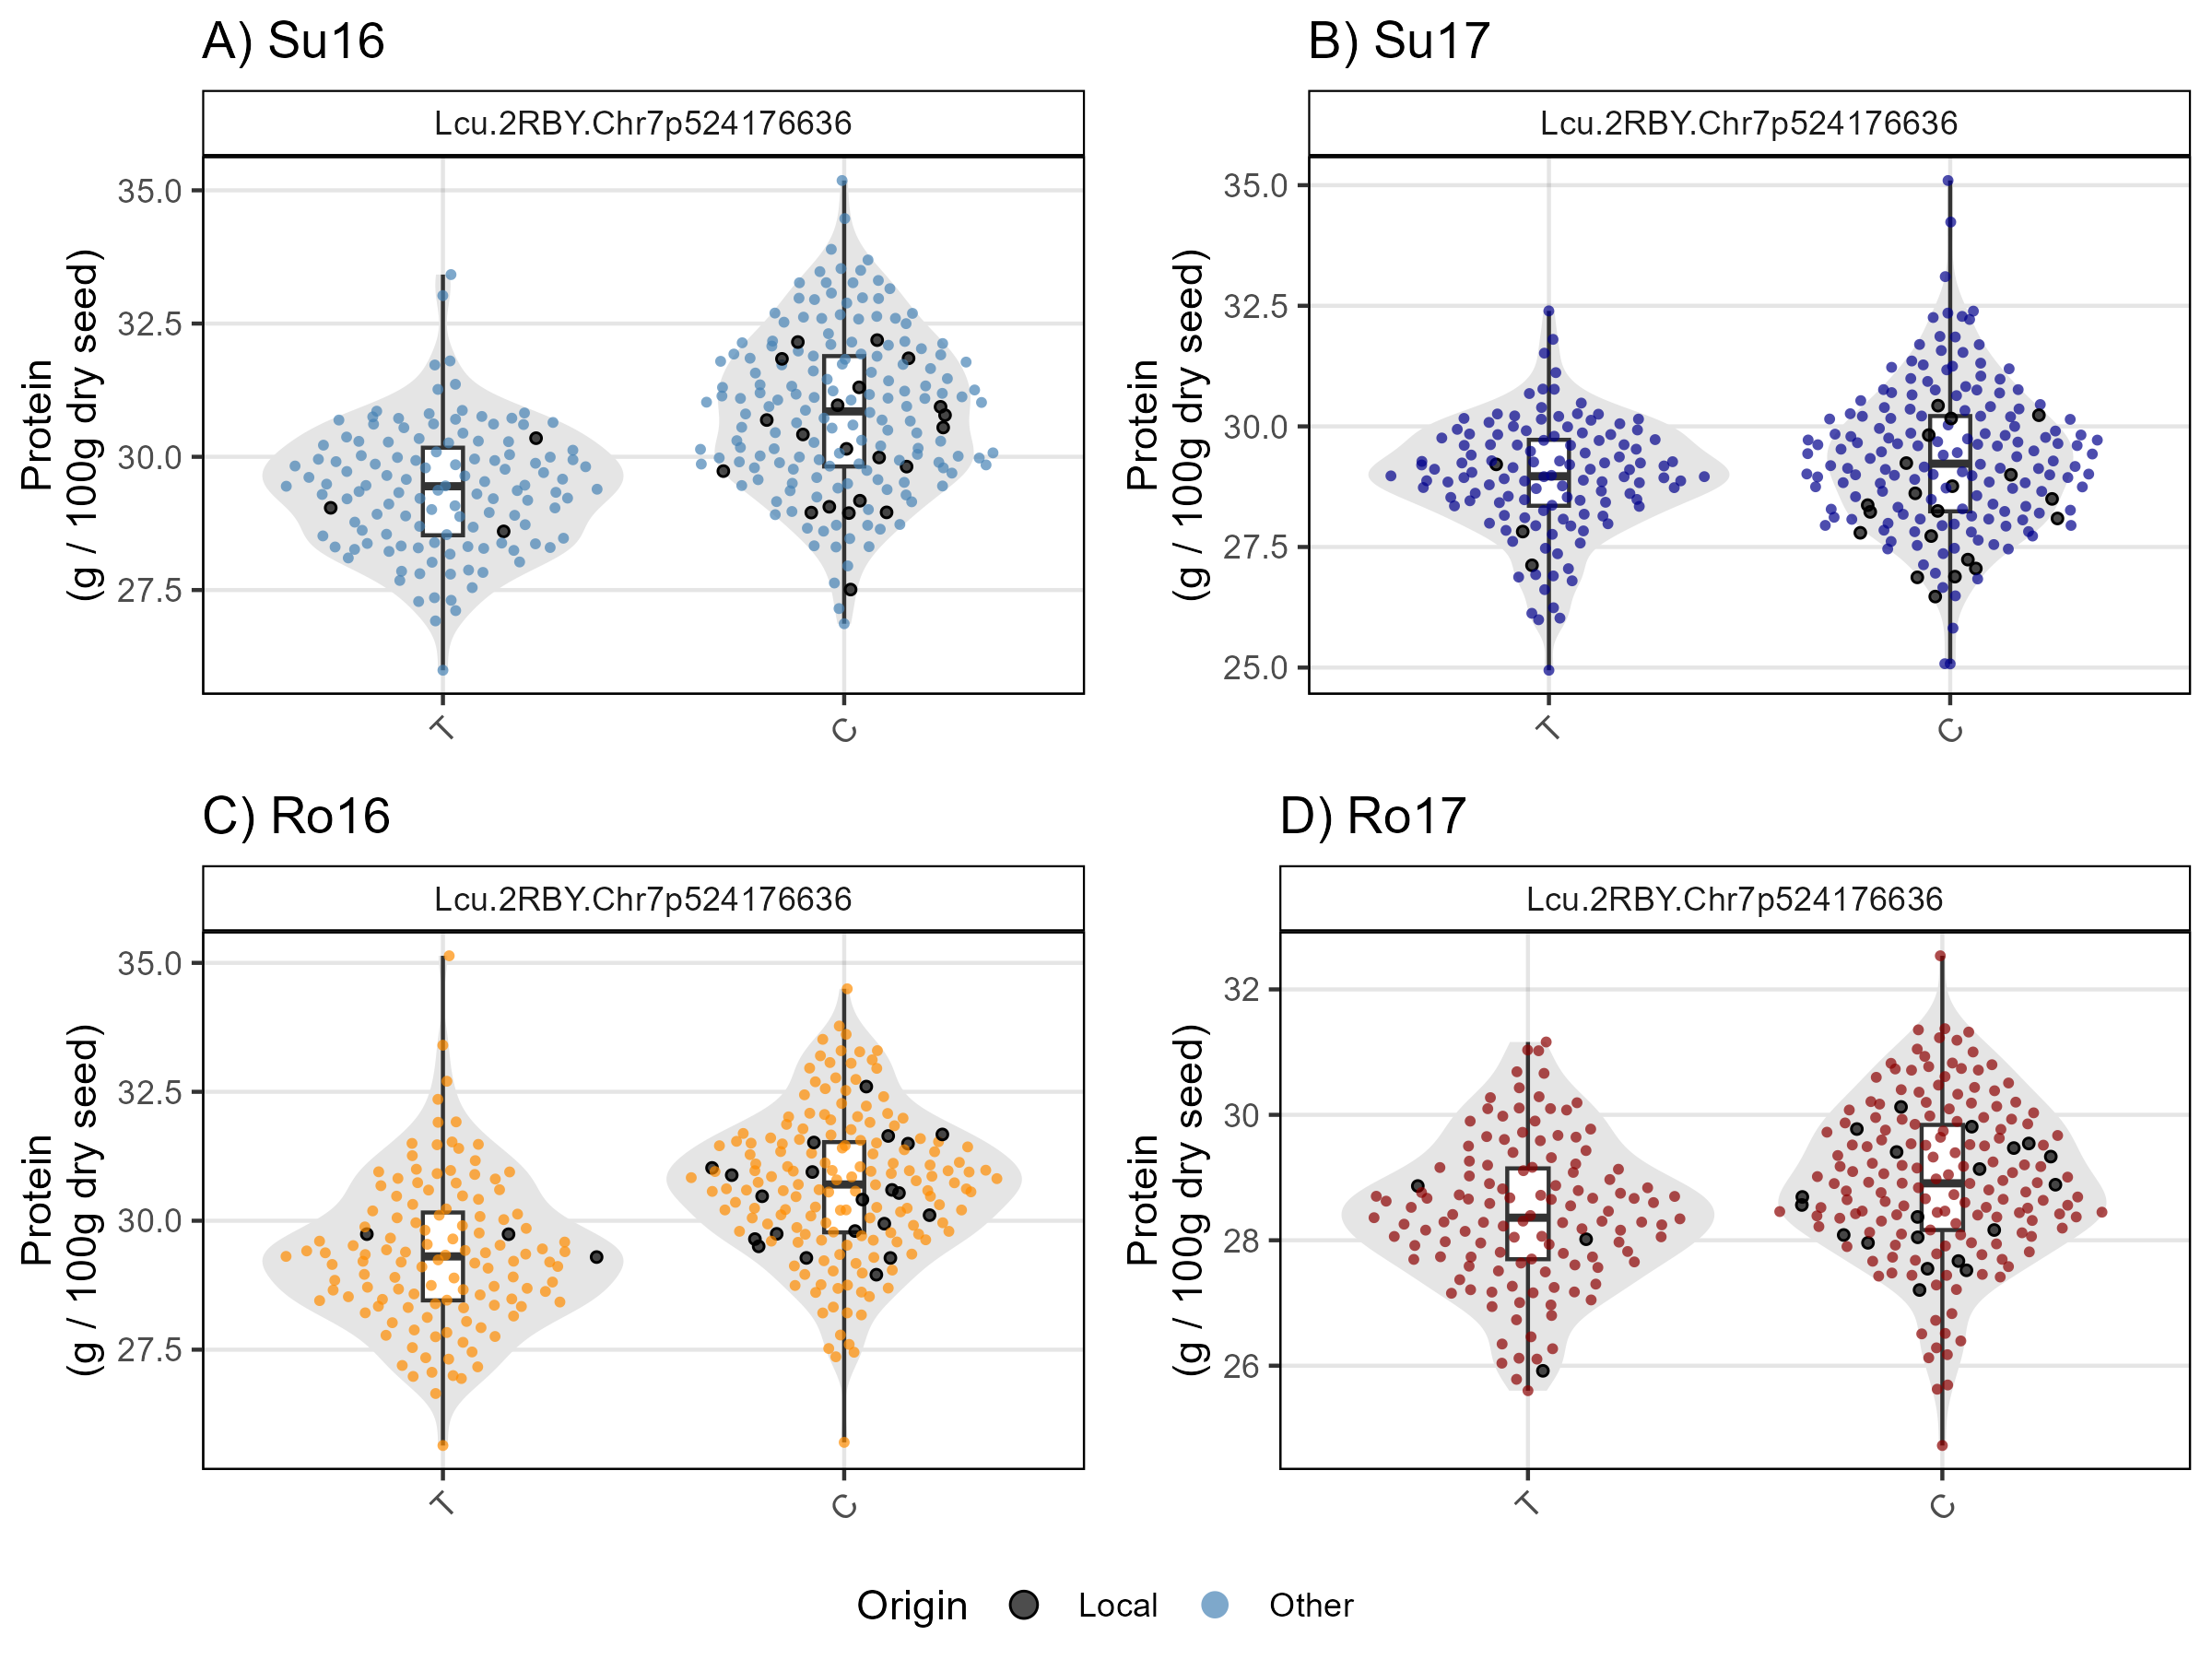 A) Su16
Lcu.2RBY.Chr7p524176636
Protein
(g / 100g dry seed)
35.0
32.5
30.0
27.5
T
C
B) Su17
Lcu.2RBY.Chr7p524176636
Protein
(g / 100g dry seed)
35.0
32.5
30.0
27.5
25.0
T
C
C) Ro16
Lcu.2RBY.Chr7p524176636
Protein
(g / 100g dry seed)
35.0
32.5
30.0
27.5
T
C
D) Ro17
Lcu.2RBY.Chr7p524176636
Protein
(g / 100g dry seed)
32
30
28
26
T
C
Origin Local Other